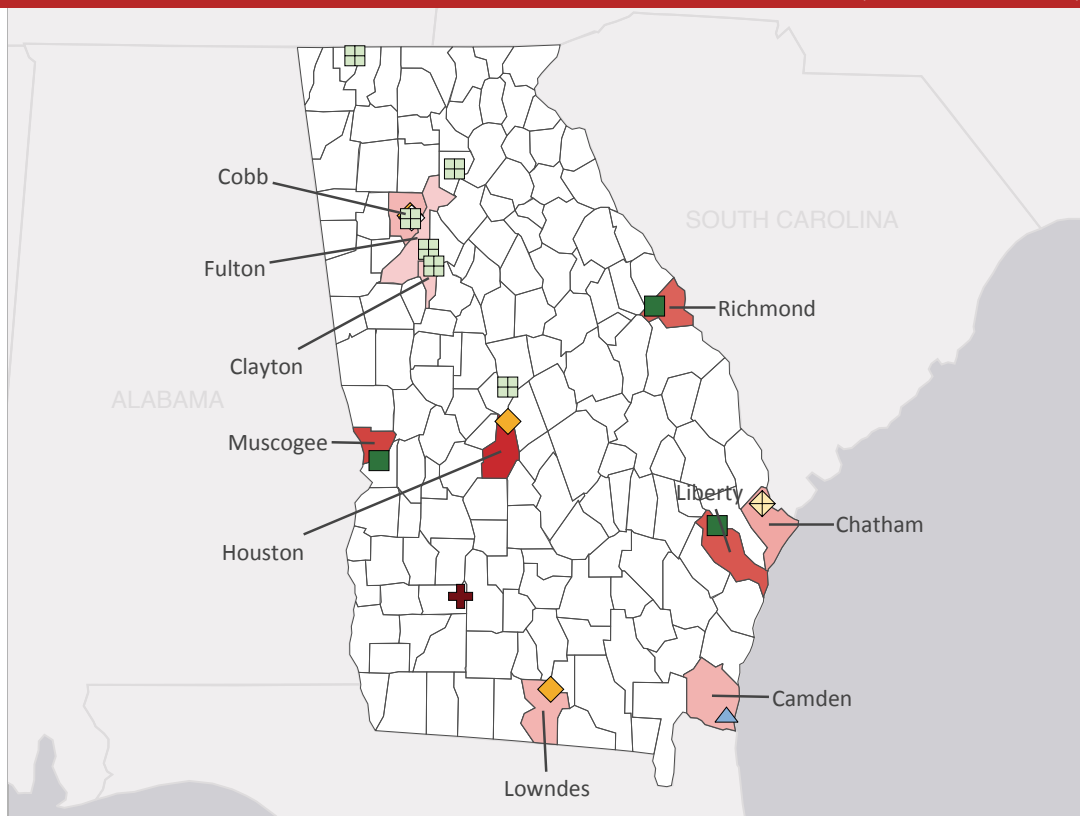 Cobb
SOUTH CAROLINA
Fulton
Richmond
Clayton
ALABAMA
Muscogee
Liberty
Chatham
Houston
Camden
Lowndes